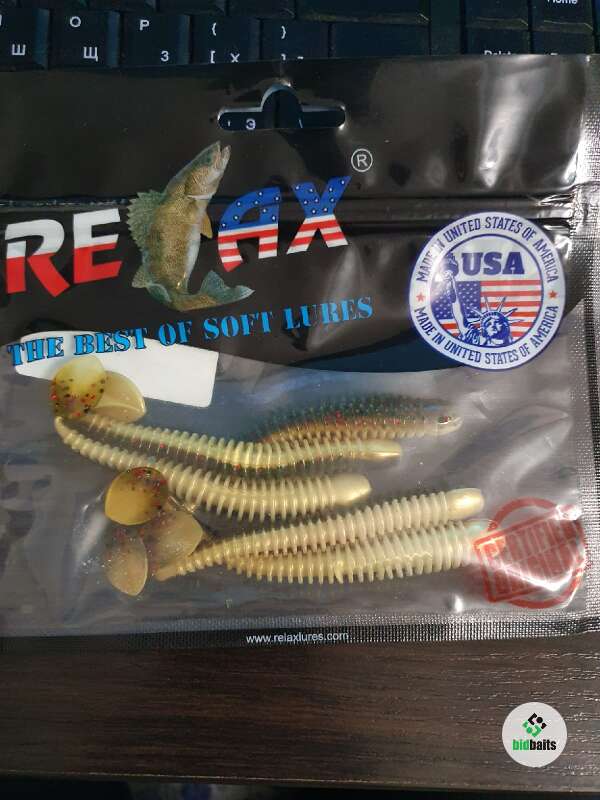 О Р { }
Ш Щ З [ Х
Э
RELAX®
THE BEST OF SOFT LURES
MADE IN UNITED STATES OF AMERICA
USA
MADE IN UNITED STATES OF AMERICA
www.relaxlures.com
bidbaits